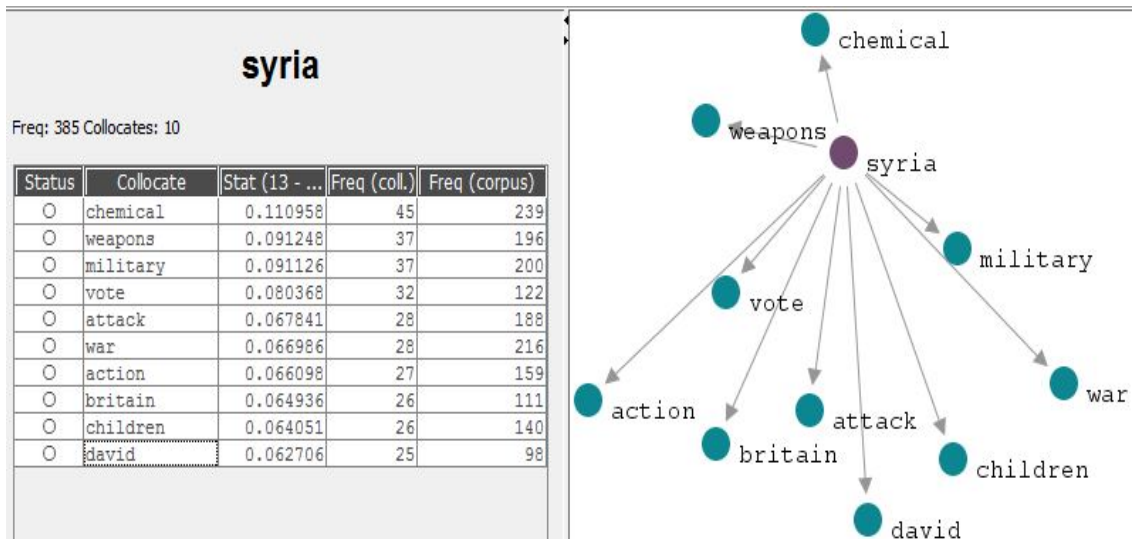 syria
Freq: 385 Collocates: 10
Status Collocate Stat (13 - ... Freq (coll.) Freq (corpus)
O chemical 0.110958 45 239
O weapons 0.091248 37 196
O military 0.091126 37 200
O vote 0.080368 32 122
O attack 0.067841 28 188
O war 0.066986 28 216
O action 0.066098 27 159
O britain 0.064936 26 111
O children 0.064051 26 140
O david 0.062706 25 98
chemical
weapons
syria
military
vote
war
action
attack
britain
children
david